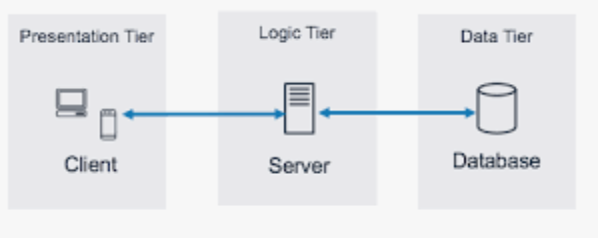 Presentation Tier
Logic Tier
Data Tier
Client
Server
Database